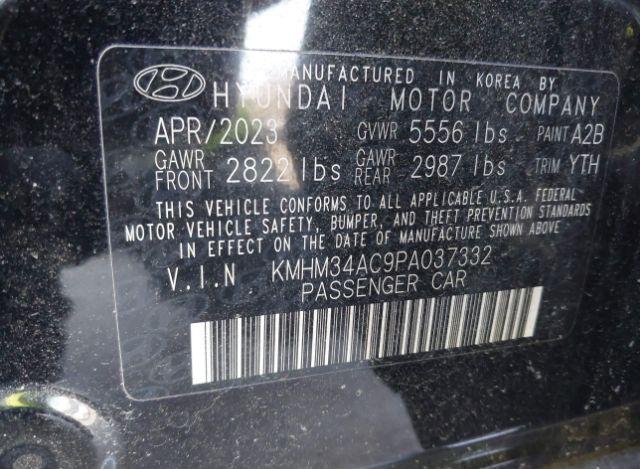 MANUFACTURED IN KOREA BY
HYUNDAI MOTOR COMPANY
APR/2023 GVWR 5556 lbs PAINT A2B
GAWR FRONT 2822 lbs GAWR REAR 2987 lbs TRIM YTH
THIS VEHICLE CONFORMS TO ALL APPLICABLE U.S.A. FEDERAL
MOTOR VEHICLE SAFETY, BUMPER, AND THEFT PREVENTION STANDARDS
IN EFFECT ON THE DATE OF MANUFACTURE SHOWN ABOVE
V.I.N KMHM34AC9PA037332
PASSENGER CAR